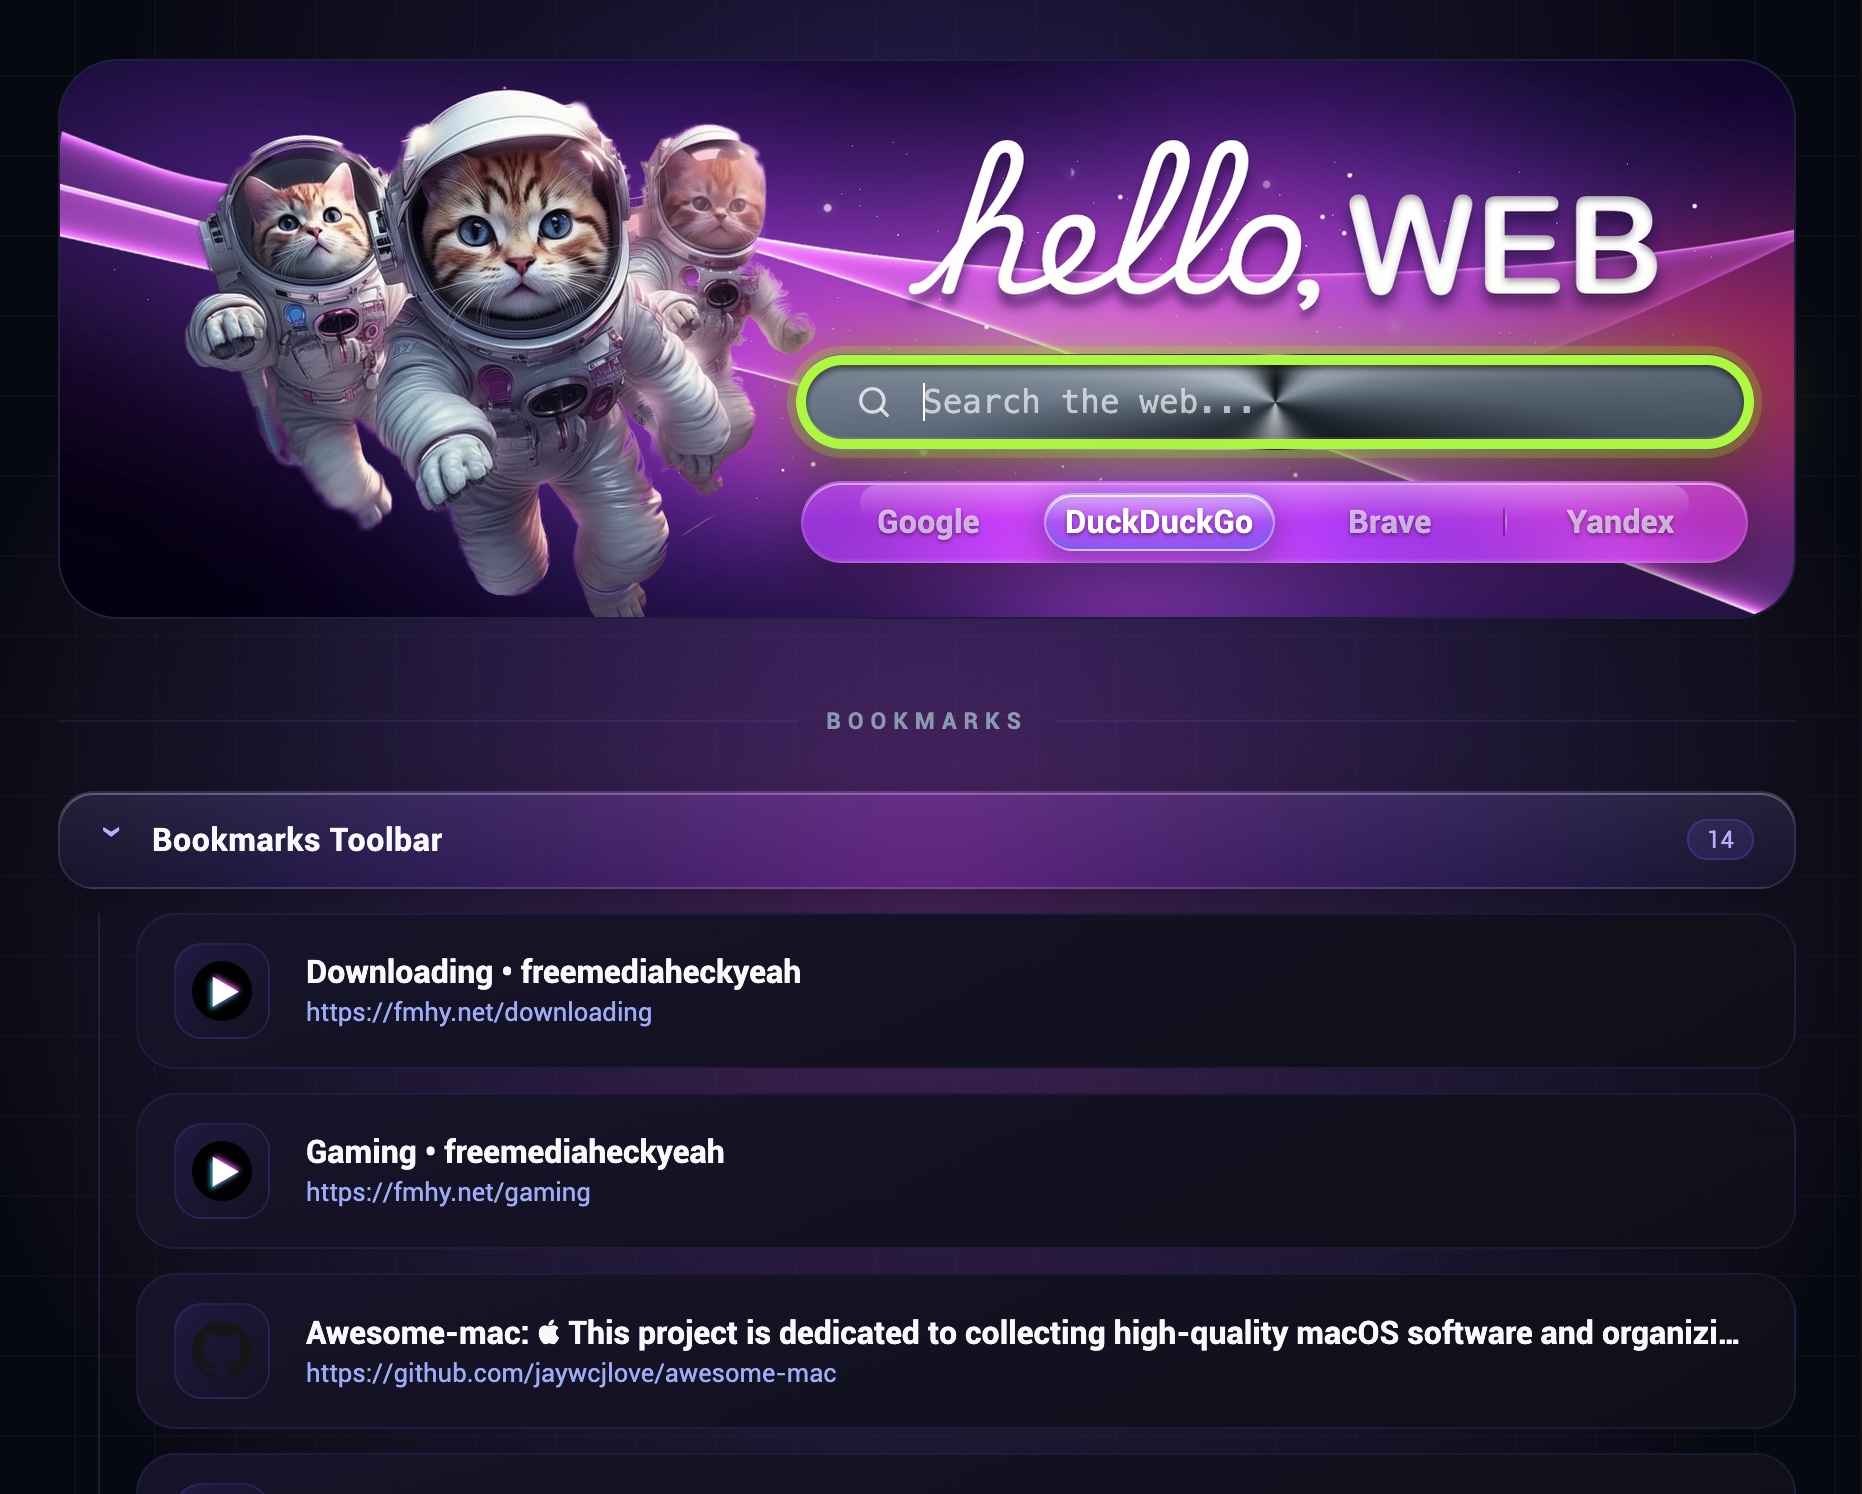 hello, WEB
Search the web...
Google DuckDuckGo Brave Yandex
BOOKMARKS
Bookmarks Toolbar 14
Downloading • freemediaheckyeah
https://fmhy.net/downloading
Gaming • freemediaheckyeah
https://fmhy.net/gaming
Awesome-mac:  This project is dedicated to collecting high-quality macOS software and organizi...
https://github.com/jaywcjlove/awesome-mac